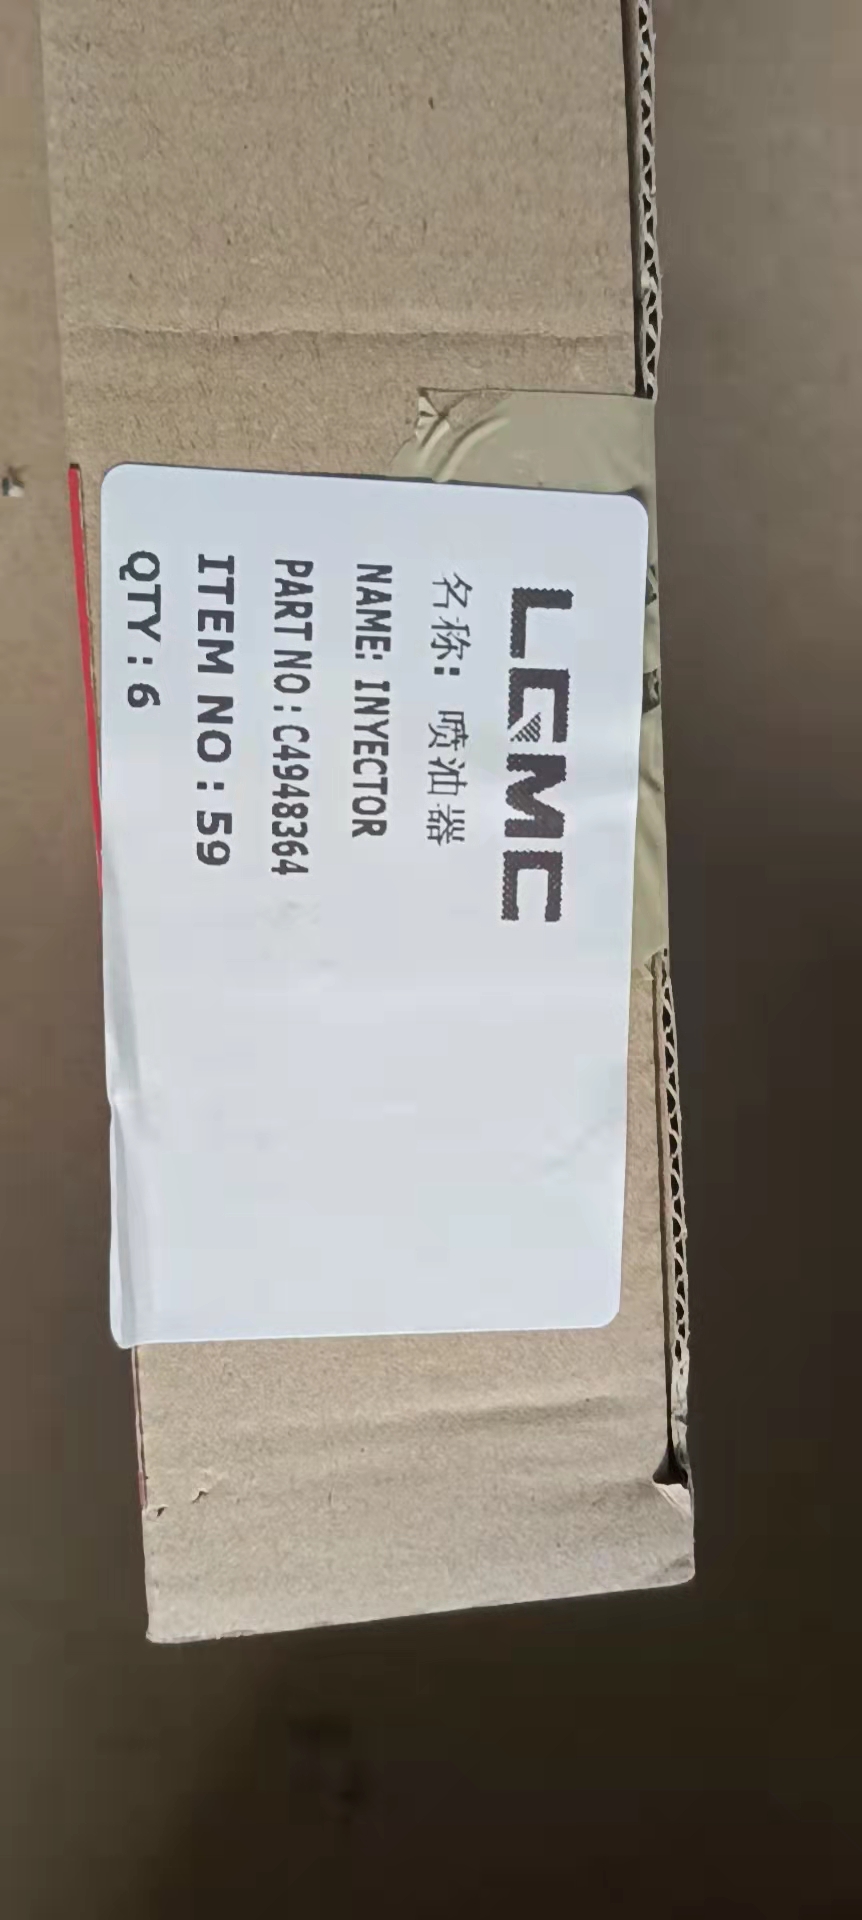 LGMC
名称: 喷油器
NAME: INYECTOR
PART NO: C4948364
ITEM NO: 59
QTY: 6